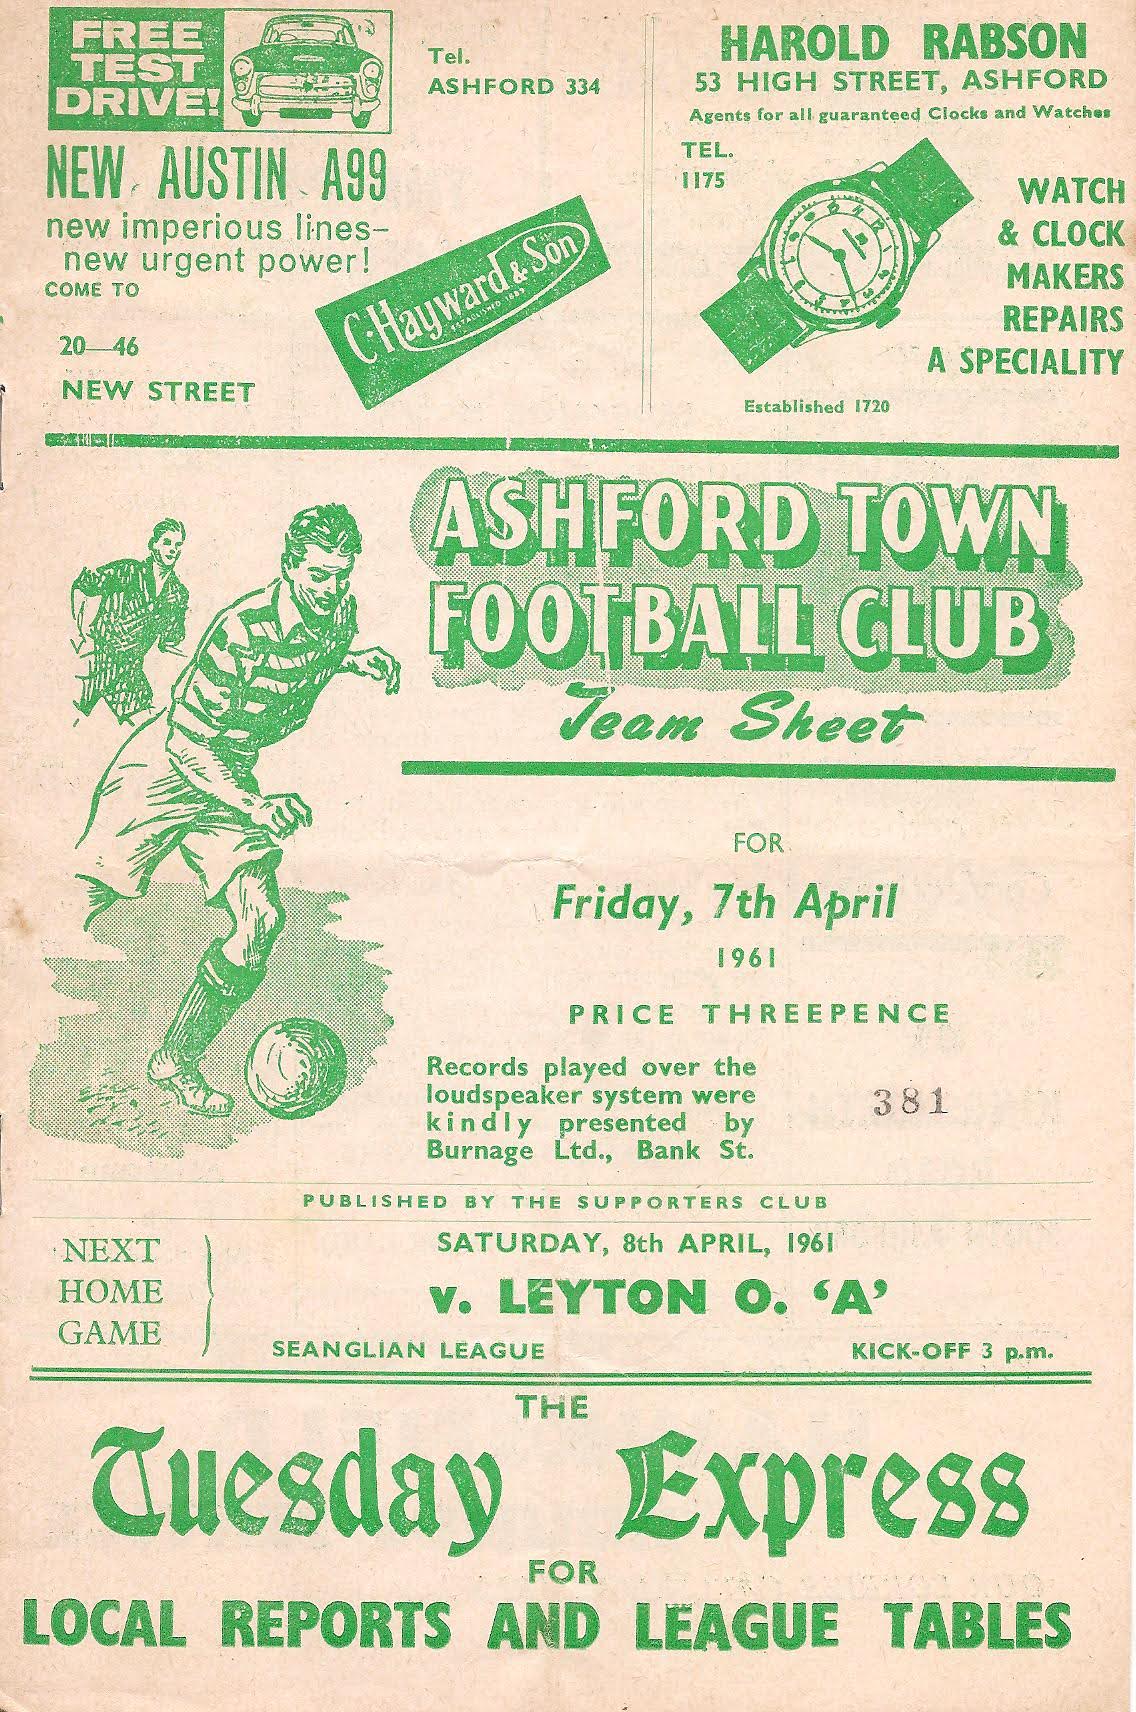 FREE
TEST
DRIVE!
NEW AUSTIN A99
new imperious lines-
new urgent power!
COME TO
20—46
NEW STREET
Tel.
ASHFORD 334
C. Hayward & Son
HAROLD RABSON
53 HIGH STREET, ASHFORD
Agents for all guaranteed Clocks and Watches
TEL.
1175
WATCH
& CLOCK
MAKERS
REPAIRS
A SPECIALITY
Established 1720
ASHFORD TOWN
FOOTBALL CLUB
Team Sheet
FOR
Friday, 7th April
1961
PRICE THREEPENCE
Records played over the
loudspeaker system were
kindly presented by
Burnage Ltd., Bank St.
381
PUBLISHED BY THE SUPPORTERS CLUB
NEXT
HOME
GAME
SATURDAY, 8th APRIL, 1961
v. LEYTON O. ‘A’
SEANGLIAN LEAGUE KICK-OFF 3 p.m.
THE
Tuesday Express
FOR
LOCAL REPORTS AND LEAGUE TABLES